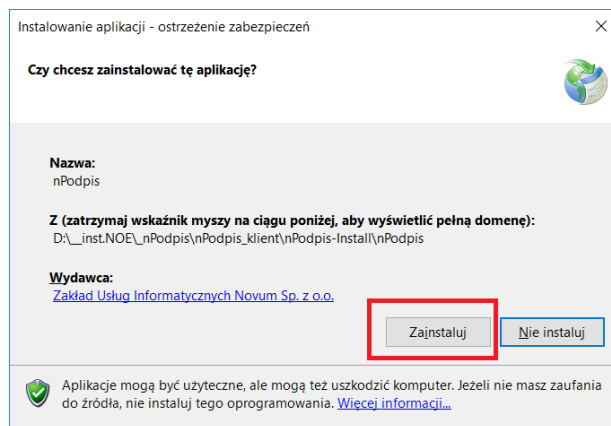 Instalowanie aplikacji - ostrzeżenie zabezpieczeń
Czy chcesz zainstalować tę aplikację?
Nazwa:
nPodpis
Z (zatrzymaj wskaźnik myszy na ciągu poniżej, aby wyświetlić pełną domenę):
D:\__inst.NOE\_nPodpis\nPodpis_klient\nPodpis-Install\nPodpis
Wydawca:
Zakład Usług Informatycznych Novum Sp. z o.o.
Zainstaluj
Nie instaluj
Aplikacje mogą być użyteczne, ale mogą też uszkodzić komputer. Jeżeli nie masz zaufania
do źródła, nie instaluj tego oprogramowania. Więcej informacji...